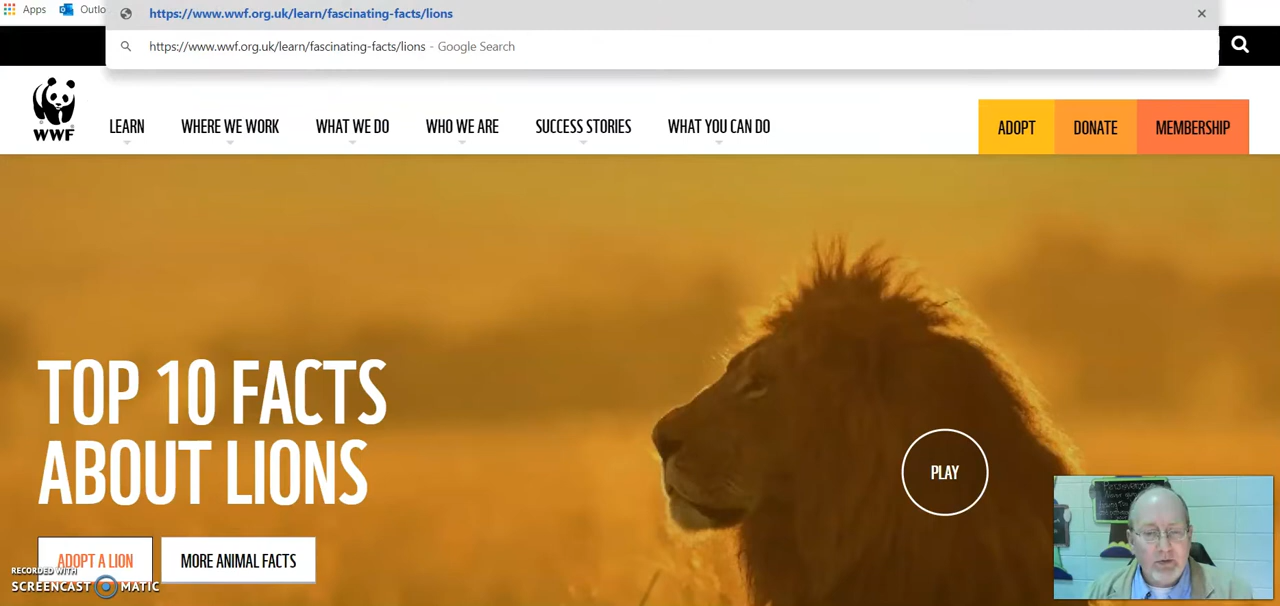 Apps
Outlo
https://www.wwf.org.uk/learn/fascinating-facts/lions
https://www.wwf.org.uk/learn/fascinating-facts/lions - Google Search
WWF
LEARN
WHERE WE WORK
WHAT WE DO
WHO WE ARE
SUCCESS STORIES
WHAT YOU CAN DO
ADOPT
DONATE
MEMBERSHIP
TOP 10 FACTS
ABOUT LIONS
PLAY
ADOPT A LION
MORE ANIMAL FACTS
RECORDED WITH
SCREENCAST MATIC